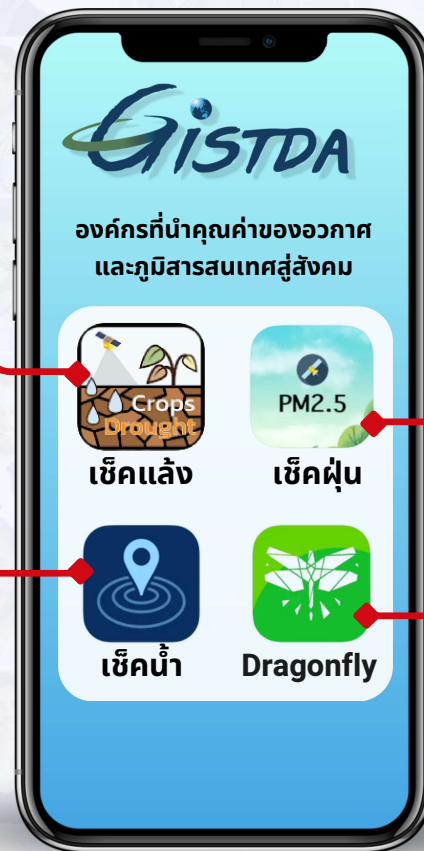 GISTDA
องค์กรที่นำคุณค่าของอวกาศ
และภูมิสารสนเทศสู่สังคม
Crops
Drought
PM2.5
เช็คแล้ง
เช็คฝุ่น
เช็คน้ำ
Dragonfly